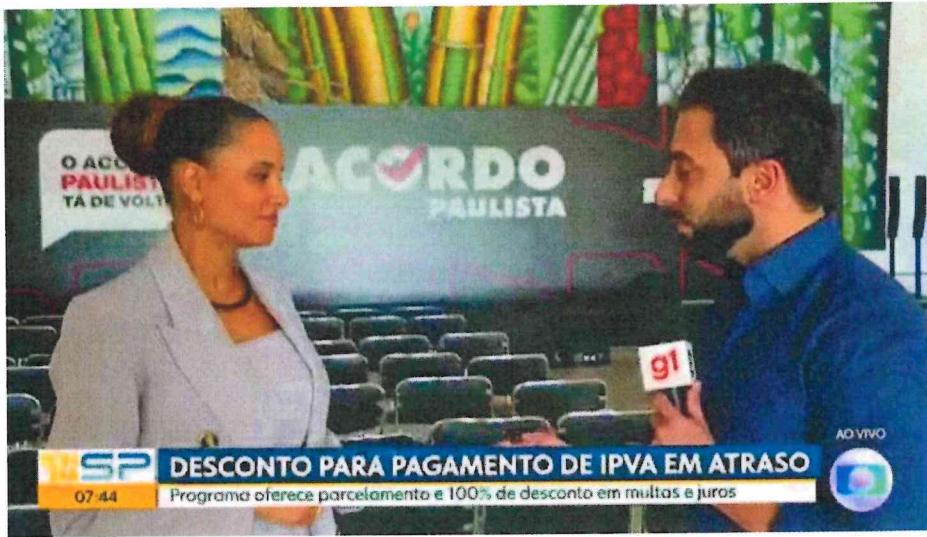 O ACO
PAULIST
TÁ DE VOLT
ACORDO
PAULISTA
g1
AO VIVO
SP
DESCONTO PARA PAGAMENTO DE IPVA EM ATRASO
07:44
Programa oferece parcelamento e 100% de desconto em multas e juros